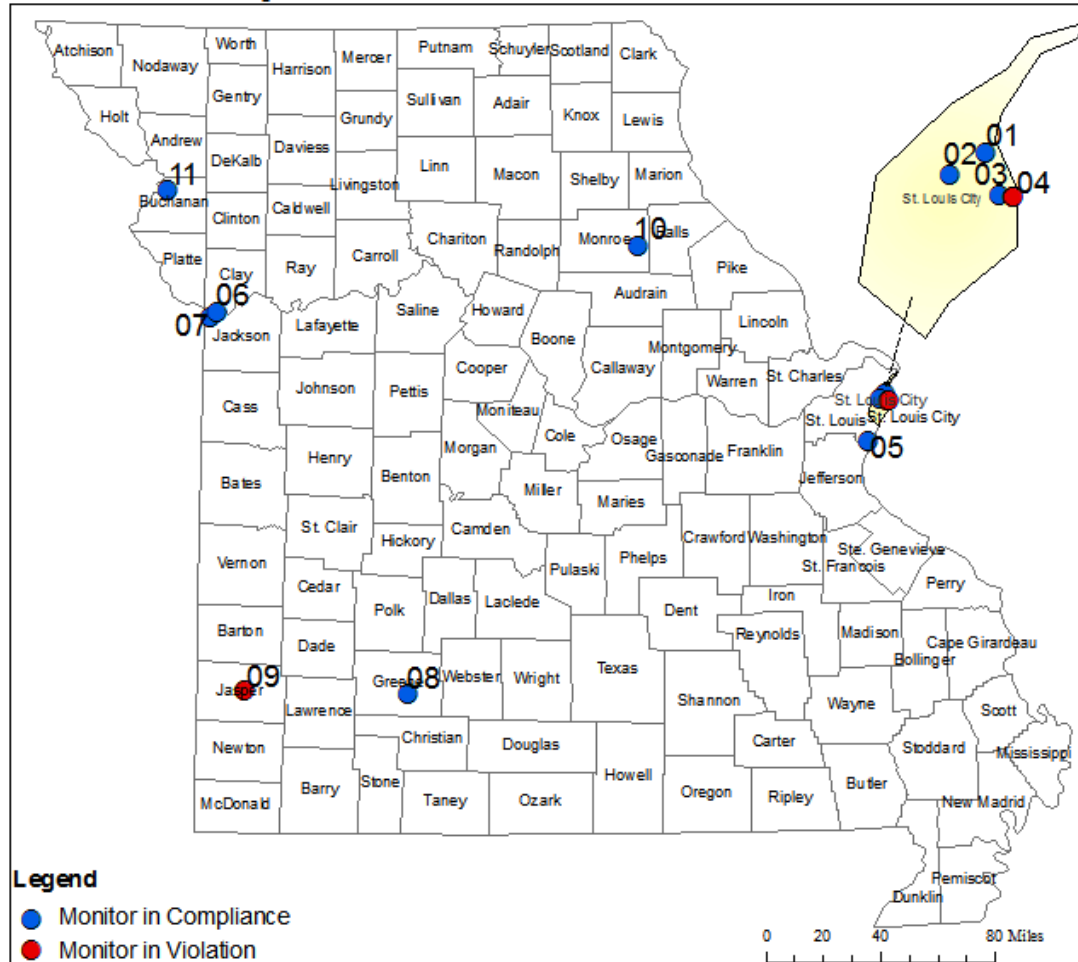 Atchison
Nodaway
Worth
Harrison
Mercer
Putnam
Schuyler
Scotland
Clark
Gentry
Sullivan
Adair
Knox
Lewis
Holt
Andrew
DeKalb
Daviess
Grundy
Linn
Macon
Shelby
Marion
Livingston
11
Buchanan
Clinton
Caldwell
Chariton
Randolph
Monroe
10
Platte
Clay
Ray
Carroll
Pike
06
07
Jackson
Lafayette
Saline
Howard
Boone
Audrain
Lincoln
Montgomery
Callaway
Warren
St. Charles
Cass
Johnson
Pettis
Cooper
Moniteau
Cole
Osage
Gasconade
Franklin
St. Louis City
St. Louis
St. Louis City
05
Jefferson
Bates
Henry
Benton
Morgan
Miller
Maries
St. Clair
Hickory
Camden
Pulaski
Phelps
Crawford
Washington
Ste. Genevieve
St. Francois
Perry
Vernon
Cedar
Polk
Dallas
Laclede
Dent
Iron
Reynolds
Madison
Bollinger
Cape Girardeau
Barton
Dade
Jasper
09
Lawrence
08
Webster
Wright
Texas
Shannon
Wayne
Scott
Mississippi
Newton
Christian
Douglas
Howell
Carter
Stoddard
McDonald
Barry
Stone
Taney
Ozark
Oregon
Ripley
Butler
New Madrid
Pemiscot
Dunklin
01
02
03
04
St. Louis City
Legend
Monitor in Compliance
Monitor in Violation
0 20 40 80 Miles